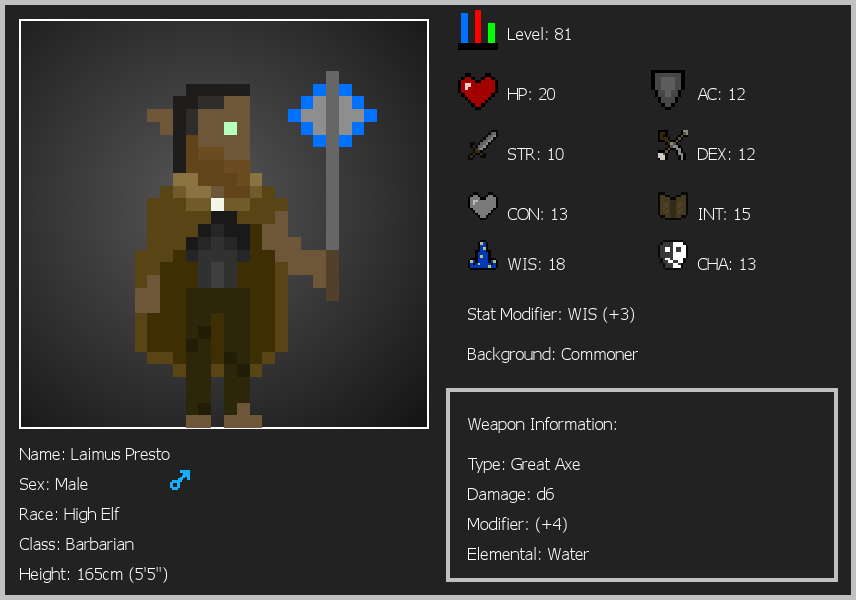 Level: 81
HP: 20
AC: 12
STR: 10
DEX: 12
CON: 13
INT: 15
WIS: 18
CHA: 13
Stat Modifier: WIS (+3)
Background: Commoner
Weapon Information:
Type: Great Axe
Damage: d6
Modifier: (+4)
Elemental: Water
Name: Laimus Presto
Sex: Male
Race: High Elf
Class: Barbarian
Height: 165cm (5'5")